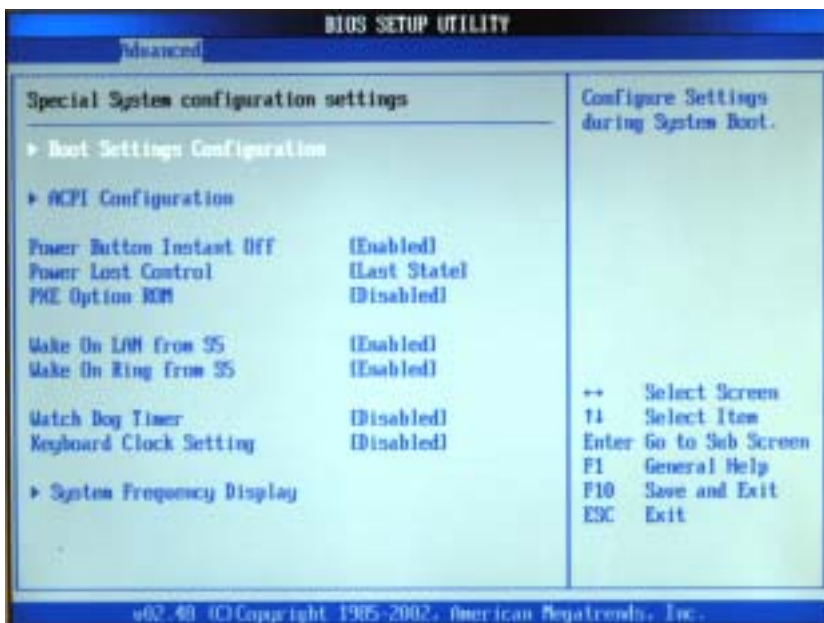 BIOS SETUP UTILITY
Advanced
Special System configuration settings
▶ Boot Settings Configuration
▶ ACPI Configuration
Power Button Instant Off [Enabled]
Power Lost Control [Last State]
PXE Option ROM [Disabled]
Wake On LAN from S5 [Enabled]
Wake On Ring from S5 [Enabled]
Watch Dog Timer [Disabled]
Keyboard Clock Setting [Disabled]
▶ System Frequency Display
Configure Settings
during System Boot.
↔ Select Screen
↑↓ Select Item
Enter Go to Sub Screen
F1 General Help
F10 Save and Exit
ESC Exit
v02.48 (C)Copyright 1985-2002, American Megatrends, Inc.